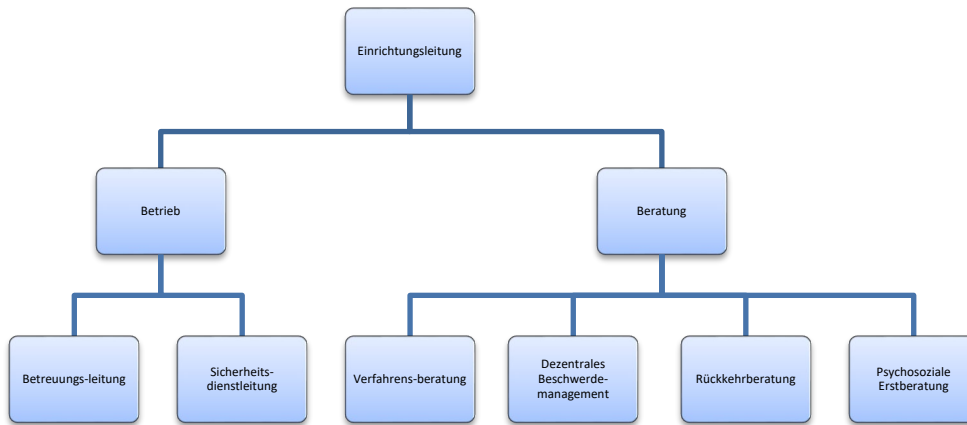 Einrichtungsleitung
Betrieb
Beratung
Betreuungs-leitung
Sicherheits-
dienstleitung
Verfahrens-beratung
Dezentrales
Beschwerde-
management
Rückkehrberatung
Psychosoziale
Erstberatung